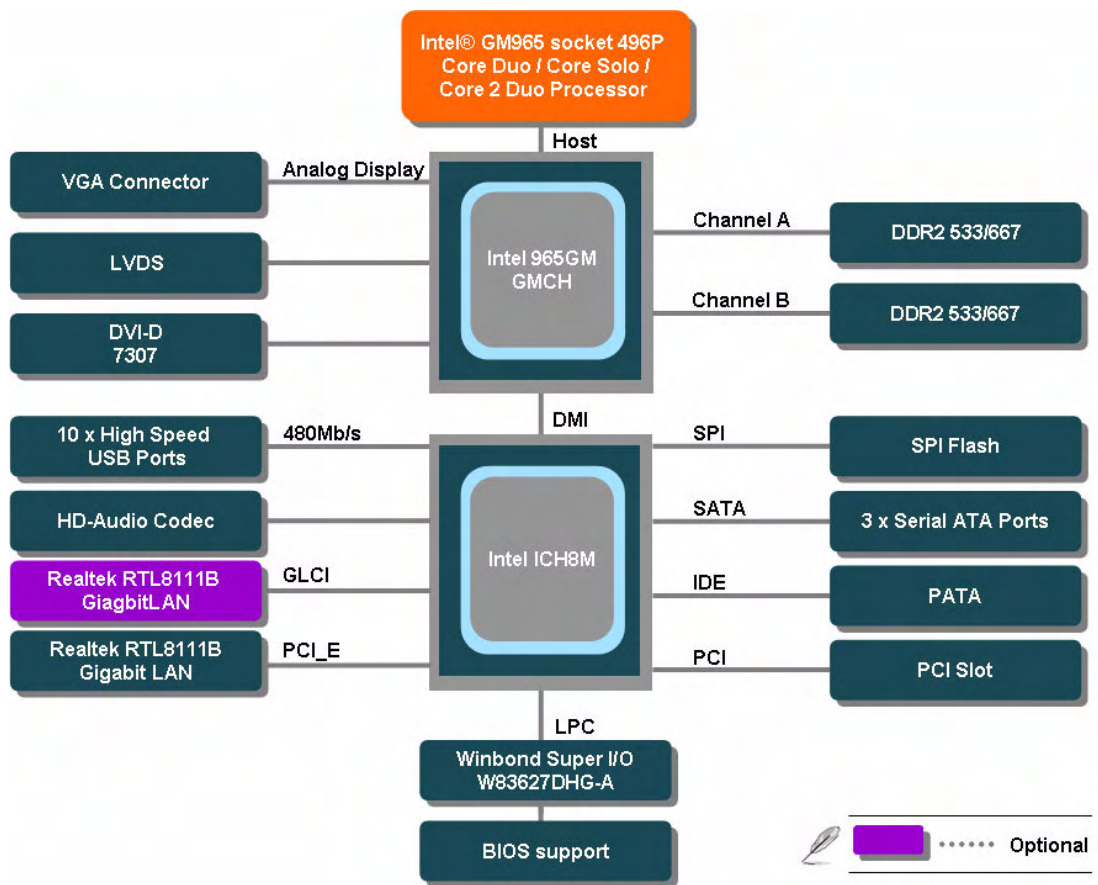 Intel® GM965 socket 496P
Core Duo / Core Solo /
Core 2 Duo Processor
Host
VGA Connector
Analog Display
LVDS
DVI-D
7307
Intel 965GM
GMCH
Channel A
DDR2 533/667
Channel B
DDR2 533/667
DMI
10 x High Speed
USB Ports
480Mb/s
HD-Audio Codec
Realtek RTL8111B
GiagbitLAN
GLCI
Realtek RTL8111B
Gigabit LAN
PCI_E
Intel ICH8M
SPI
SPI Flash
SATA
3 x Serial ATA Ports
IDE
PATA
PCI
PCI Slot
LPC
Winbond Super I/O
W83627DHG-A
BIOS support
Optional